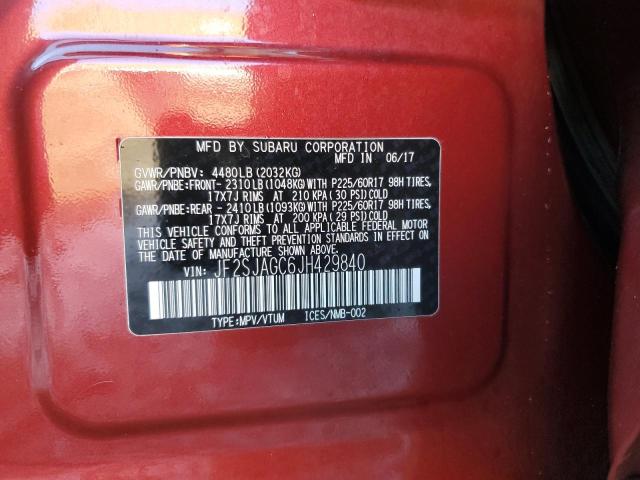 MFD BY SUBARU CORPORATION
MFD IN 06/17
GVWR/PNBV: 4480LB(2032KG)
GAWR/PNBE:FRONT-2310LB(1048KG)WITH P225/60R17 98H TIRES,
17X7J RIMS AT 210 KPA(30 PSI)COLD
GAWR/PNBE:REAR -2410LB(1093KG)WITH P225/60R17 98H TIRES,
17X7J RIMS AT 200 KPA(29 PSI)COLD
THIS VEHICLE CONFORMS TO ALL APPLICABLE FEDERAL MOTOR
VEHICLE SAFETY AND THEFT PREVENTION STANDARDS IN EFFECT ON
THE DATE OF MANUFACTURE SHOWN ABOVE.
VIN: JF2SJAGC6JH429840
TYPE:MPV/VTUM ICES/NMB-002